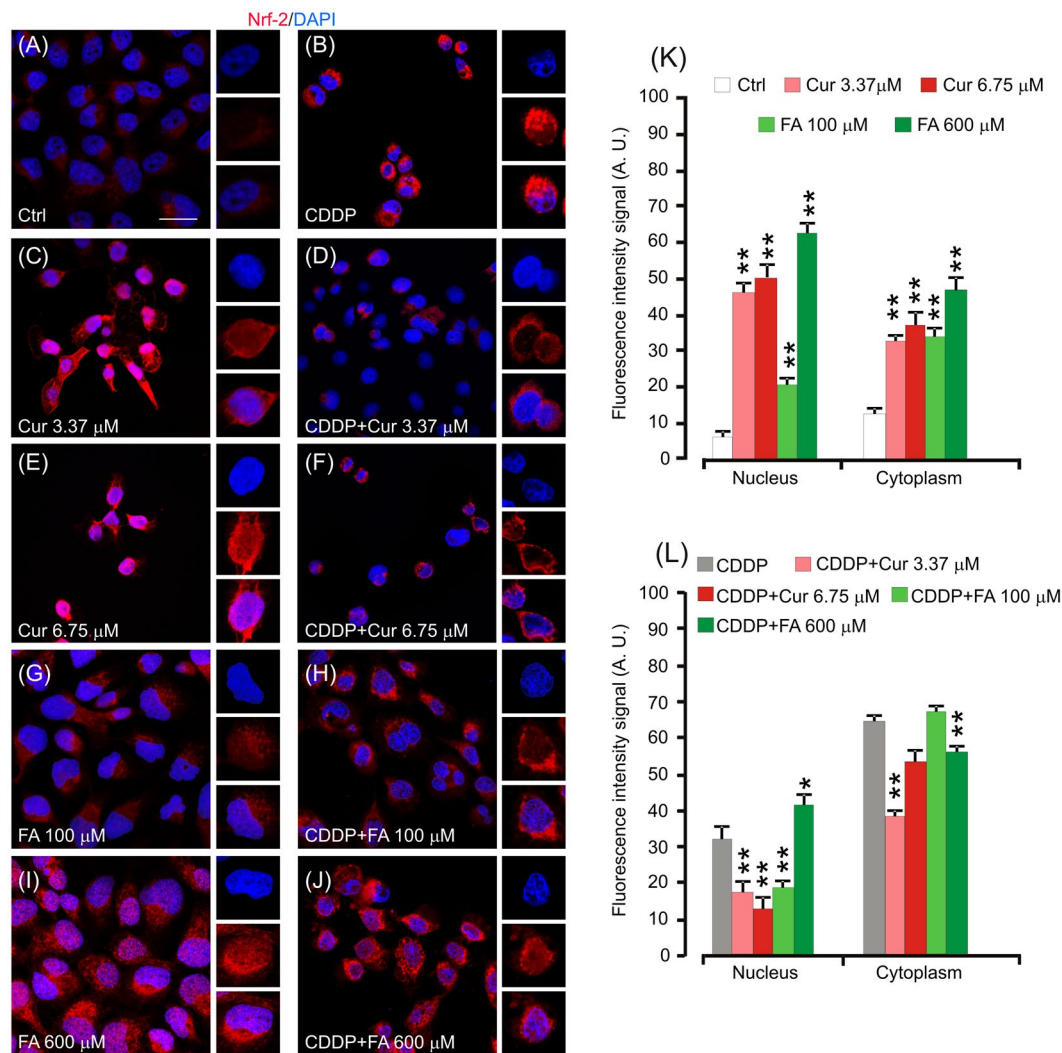 Nrf-2/DAPI
(A)
Ctrl
(B)
CDDP
(C)
Cur 3.37 μM
(D)
CDDP+Cur 3.37 μM
(E)
Cur 6.75 μM
(F)
CDDP+Cur 6.75 μM
(G)
FA 100 μM
(H)
CDDP+FA 100 μM
(I)
FA 600 μM
(J)
CDDP+FA 600 μM
(K)
Ctrl Cur 3.37μM Cur 6.75 μM
FA 100 μM FA 600 μM
Fluorescence intensity signal (A. U.)
100
90
80
70
60
50
40
30
20
10
0
** ** ** ** ** ** ** **
Nucleus Cytoplasm
(L)
CDDP CDDP+Cur 3.37 μM
CDDP+Cur 6.75 μM CDDP+FA 100 μM
CDDP+FA 600 μM
Fluorescence intensity signal (A. U.)
100
90
80
70
60
50
40
30
20
10
0
** ** ** * ** **
Nucleus Cytoplasm